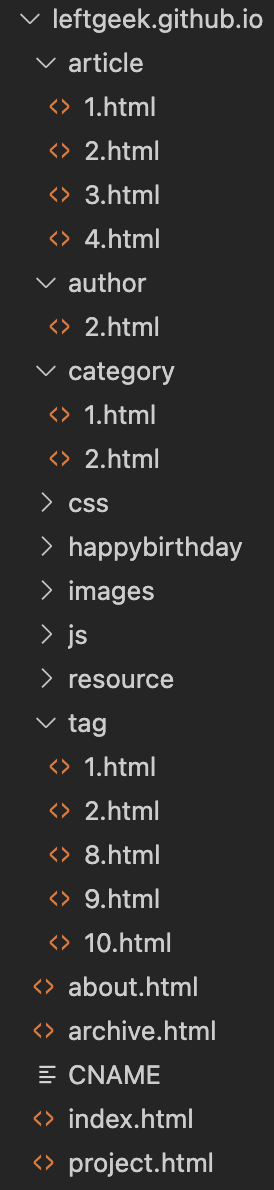 leftgeek.github.io
article
1.html
2.html
3.html
4.html
author
2.html
category
1.html
2.html
css
happybirthday
images
js
resource
tag
1.html
2.html
8.html
9.html
10.html
about.html
archive.html
CNAME
index.html
project.html